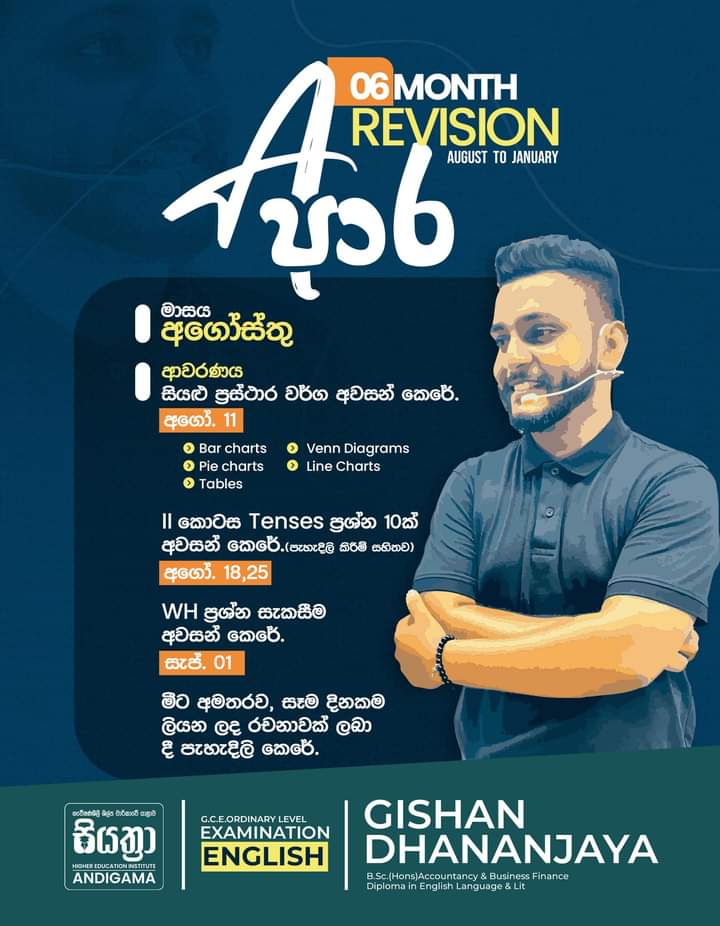 06 MONTH
REVISION
AUGUST TO JANUARY
A
පාර
මාසය
අගෝස්තු
ආවරණය
සියළු ප්‍රස්ථාර වර්ග අවසන් කෙරේ.
අගෝ. 11
Bar charts
Venn Diagrams
Pie charts
Line Charts
Tables
II කොටස Tenses ප්‍රශ්න 10ක්
අවසන් කෙරේ.(පැහැදිලි කිරීම් සහිතව)
අගෝ. 18,25
WH ප්‍රශ්න සැකසීම
අවසන් කෙරේ.
සැප්. 01
මීට අමතරව, සෑම දිනකම
ලියන ලද රචනාවක් ලබා
දී පැහැදිලි කෙරේ.
සියත්‍රා
HIGHER EDUCATION INSTITUTE
ANDIGAMA
G.C.E.ORDINARY LEVEL
EXAMINATION
ENGLISH
GISHAN
DHANANJAYA
B.Sc.(Hons)Accountancy & Business Finance
Diploma in English Language & Lit